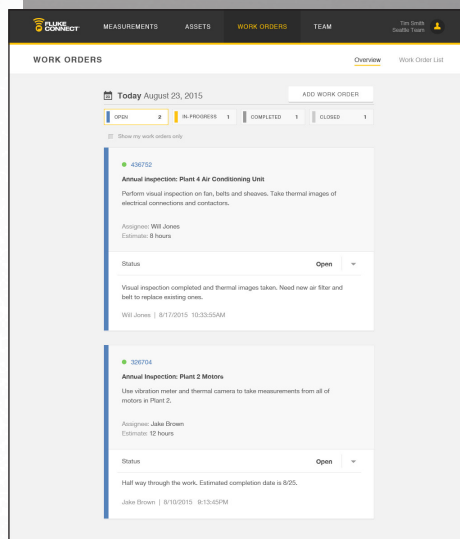 FLUKE CONNECT MEASUREMENTS ASSETS WORK ORDERS TEAM Tim Smith
Seattle Team
WORK ORDERS Overview Work Order List
Today August 23, 2015 ADD WORK ORDER
OPEN 2 IN-PROGRESS 1 COMPLETED 1 CLOSED 1
Show my work orders only
436752
Annual inspection: Plant 4 Air Conditioning Unit
Perform visual inspection on fan, belts and sheaves. Take thermal images of
electrical connections and contactors.
Assignee: Will Jones
Estimate: 8 hours
Status Open
Visual inspection completed and thermal images taken. Need new air filter and
belt to replace existing ones.
Will Jones | 8/17/2015 10:33:55AM
326704
Annual Inspection: Plant 2 Motors
Use vibration meter and thermal camera to take measurements from all of
motors in Plant 2.
Assignee: Jake Brown
Estimate: 12 hours
Status Open
Half way through the work. Estimated completion date is 8/25.
Jake Brown | 8/10/2015 9:13:45PM